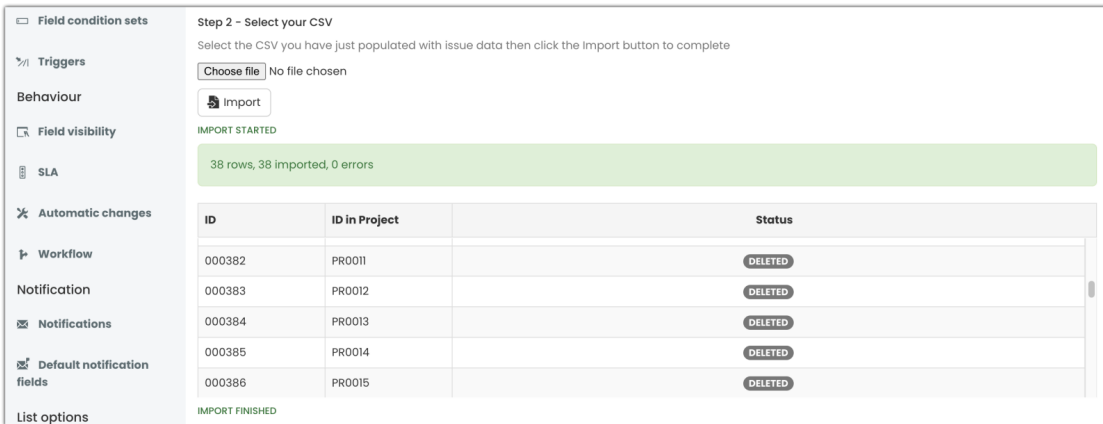 Field condition sets
Triggers
Behaviour
Field visibility
SLA
Automatic changes
Workflow
Notification
Notifications
Default notification
fields
List options
Step 2 - Select your CSV
Select the CSV you have just populated with issue data then click the Import button to complete
Choose file No file chosen
Import
IMPORT STARTED
38 rows, 38 imported, 0 errors
ID ID in Project Status
000382 PR0011 DELETED
000383 PR0012 DELETED
000384 PR0013 DELETED
000385 PR0014 DELETED
000386 PR0015 DELETED
IMPORT FINISHED